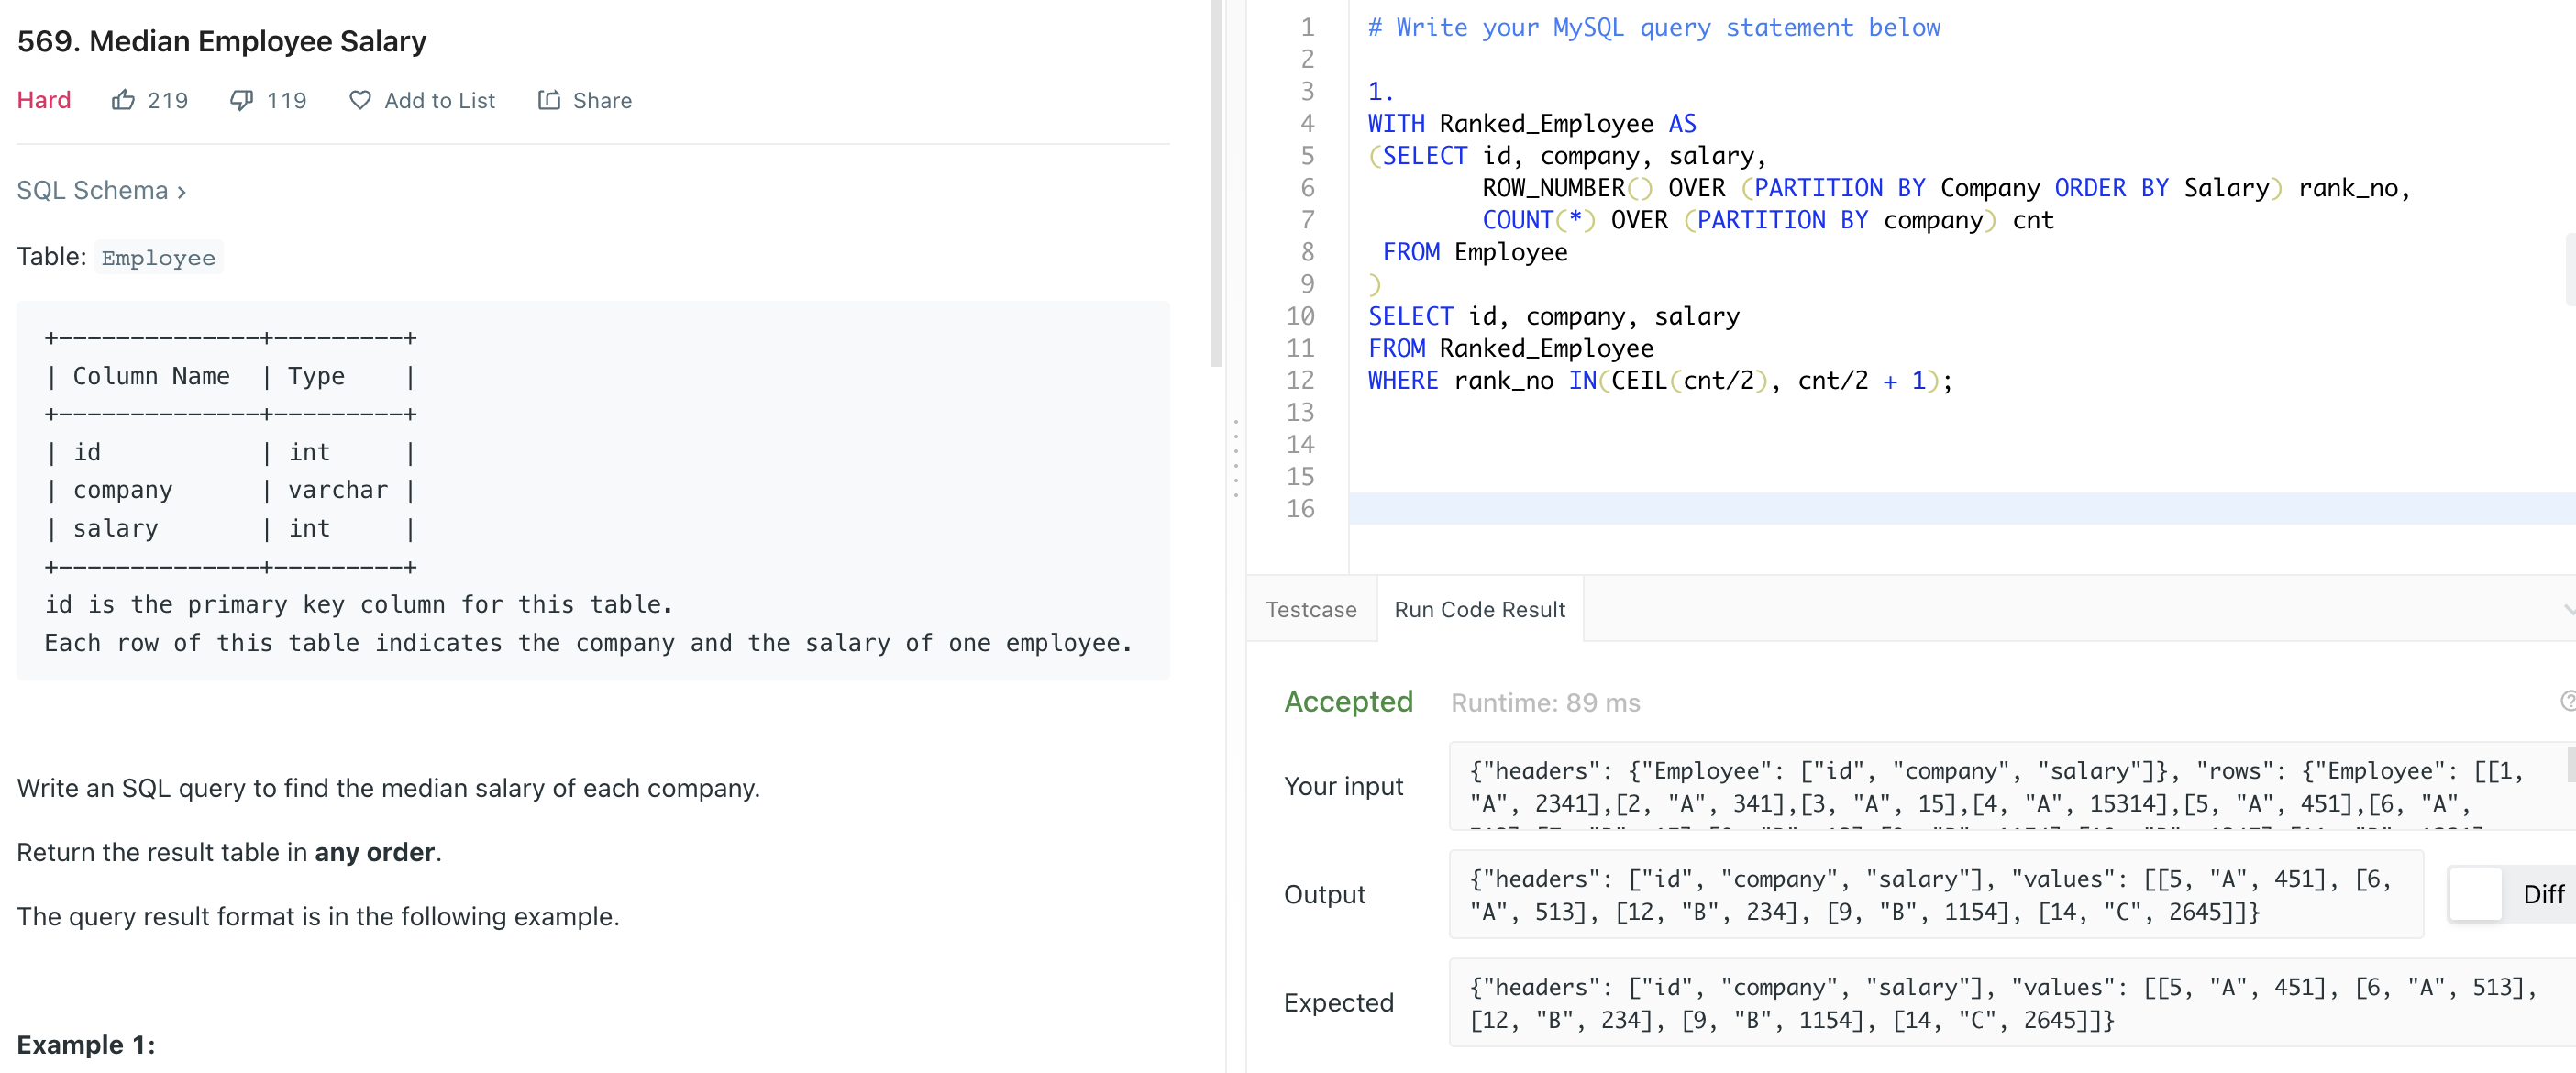 569. Median Employee Salary
Hard 219 119 Add to List Share
SQL Schema >
Table: Employee
+--------------+---------+
| Column Name  | Type    |
+--------------+---------+
| id           | int     |
| company      | varchar |
| salary       | int     |
+--------------+---------+
id is the primary key column for this table.
Each row of this table indicates the company and the salary of one employee.
Write an SQL query to find the median salary of each company.
Return the result table in any order.
The query result format is in the following example.
Example 1:
1 # Write your MySQL query statement below
2
3 1.
4 WITH Ranked_Employee AS
5 (SELECT id, company, salary,
6         ROW_NUMBER() OVER (PARTITION BY Company ORDER BY Salary) rank_no,
7         COUNT(*) OVER (PARTITION BY company) cnt
8  FROM Employee
9 )
10 SELECT id, company, salary
11 FROM Ranked_Employee
12 WHERE rank_no IN(CEIL(cnt/2), cnt/2 + 1);
13
14
15
16
Testcase Run Code Result
Accepted Runtime: 89 ms
Your input
{"headers": {"Employee": ["id", "company", "salary"]}, "rows": {"Employee": [[1,
"A", 2341],[2, "A", 341],[3, "A", 15],[4, "A", 15314],[5, "A", 451],[6, "A",
Output
{"headers": ["id", "company", "salary"], "values": [[5, "A", 451], [6,
"A", 513], [12, "B", 234], [9, "B", 1154], [14, "C", 2645]]}
Diff
Expected
{"headers": ["id", "company", "salary"], "values": [[5, "A", 451], [6, "A", 513],
[12, "B", 234], [9, "B", 1154], [14, "C", 2645]]}